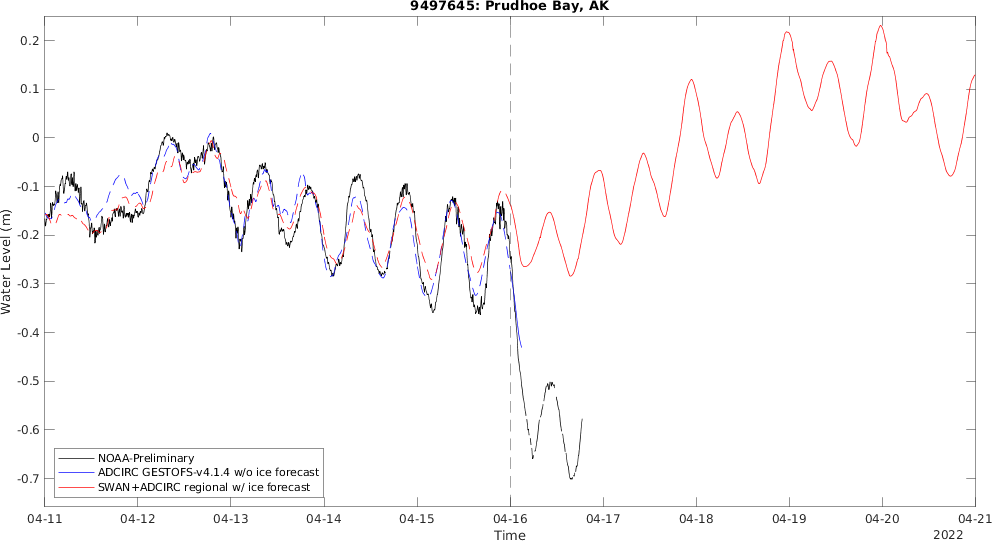 9497645: Prudhoe Bay, AK
Water Level (m)
0.2
0.1
0
-0.1
-0.2
-0.3
-0.4
-0.5
-0.6
-0.7
NOAA-Preliminary
ADCIRC GESTOFS-v4.1.4 w/o ice forecast
SWAN+ADCIRC regional w/ ice forecast
04-11 04-12 04-13 04-14 04-15 04-16 04-17 04-18 04-19 04-20 04-21
Time
2022